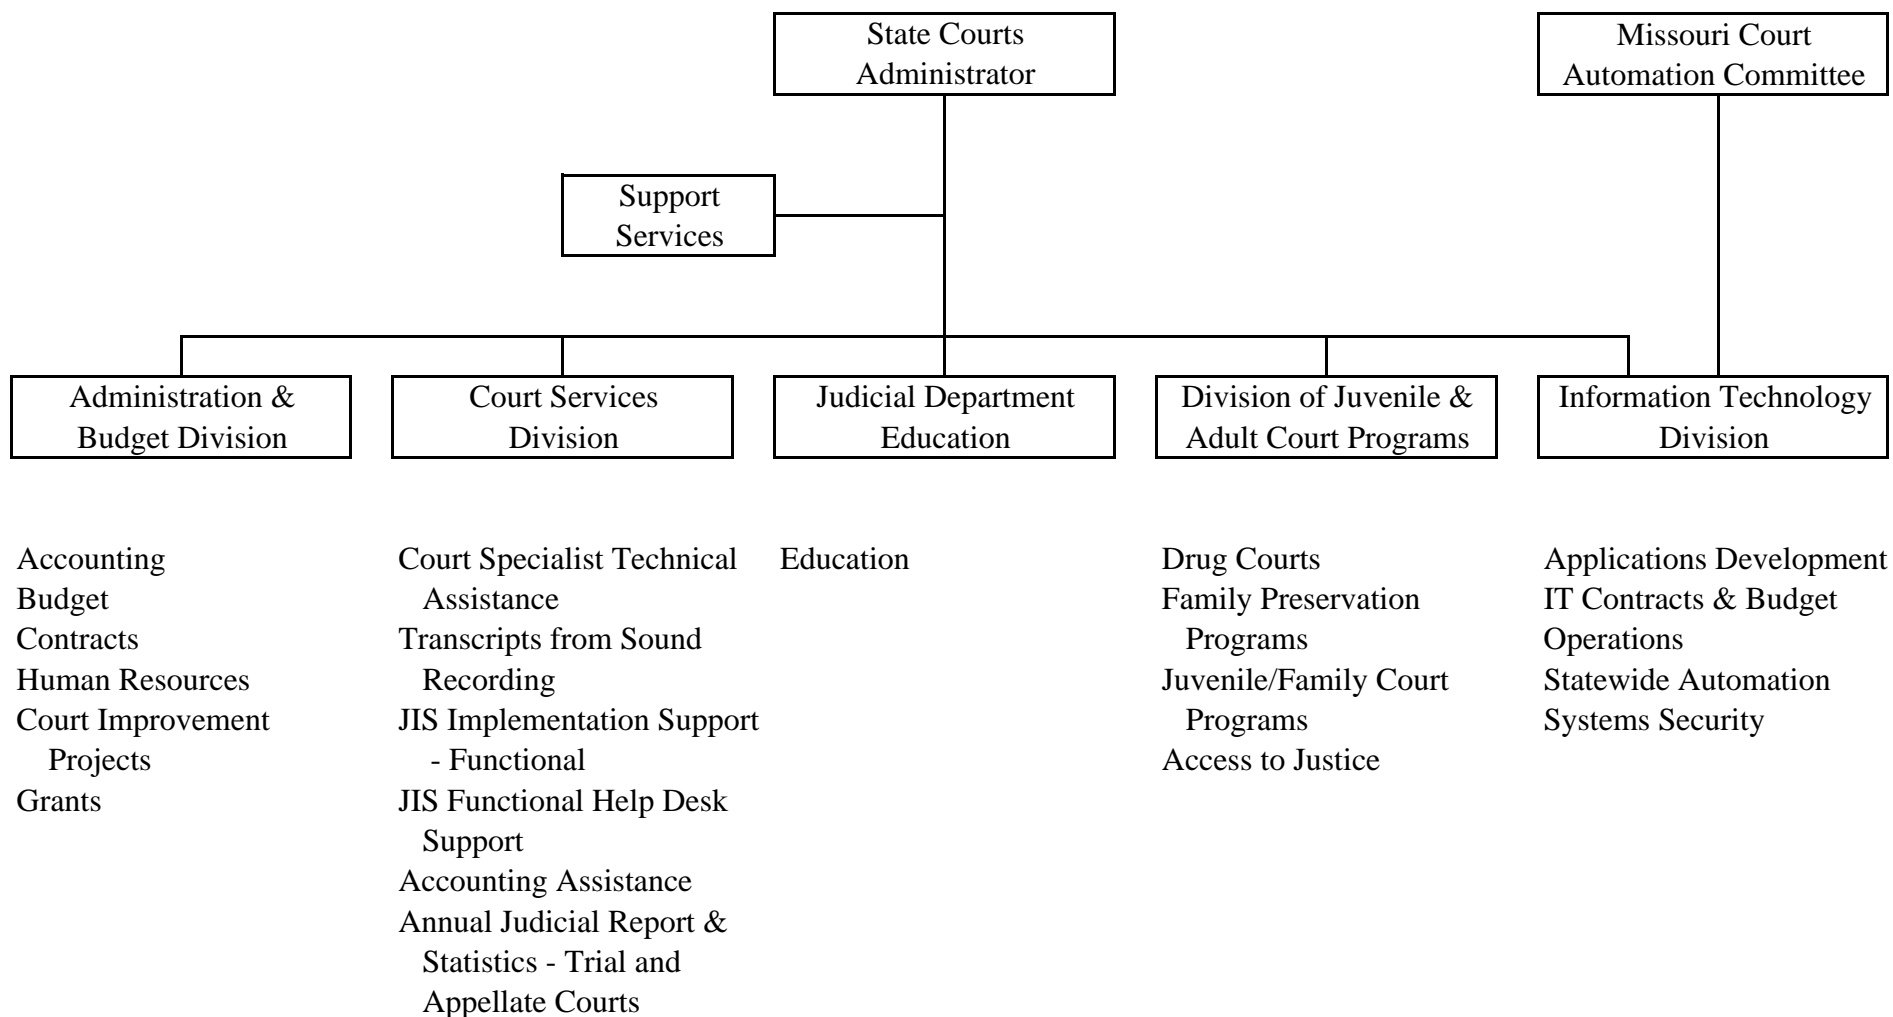 State Courts
Administrator
Missouri Court
Automation Committee
Support
Services
Administration &
Budget Division
Court Services
Division
Judicial Department
Education
Division of Juvenile &
Adult Court Programs
Information Technology
Division
Accounting
Budget
Contracts
Human Resources
Court Improvement
Projects
Grants
Court Specialist Technical
Assistance
Transcripts from Sound
Recording
JIS Implementation Support
- Functional
JIS Functional Help Desk
Support
Accounting Assistance
Annual Judicial Report &
Statistics - Trial and
Appellate Courts
Education
Drug Courts
Family Preservation
Programs
Juvenile/Family Court
Programs
Access to Justice
Applications Development
IT Contracts & Budget
Operations
Statewide Automation
Systems Security